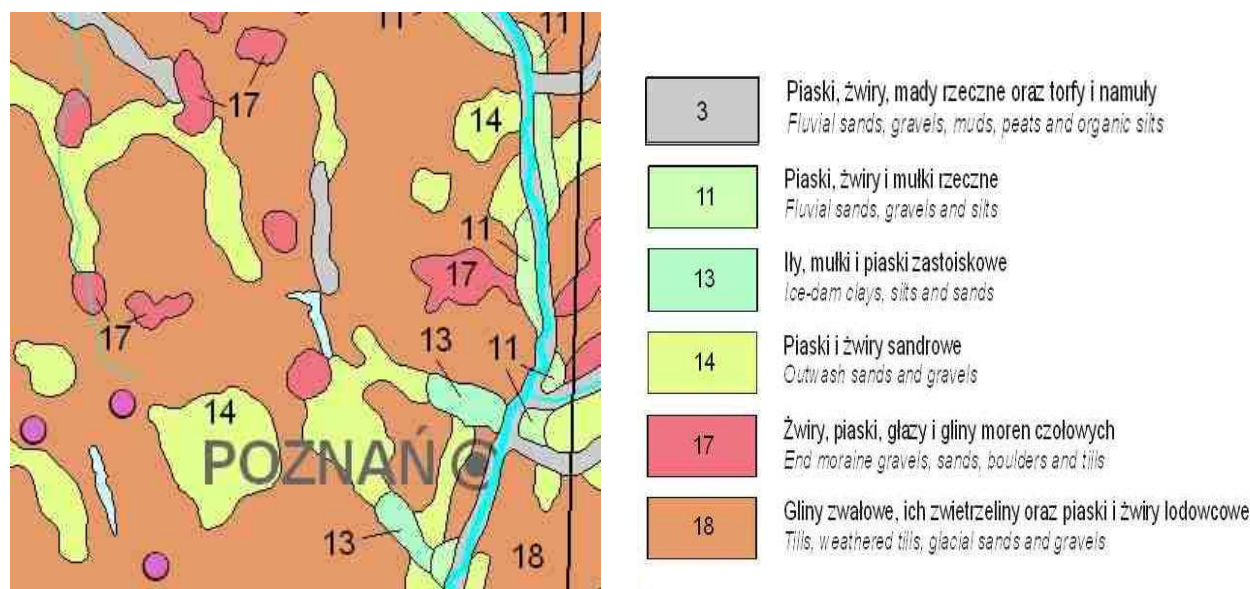 11
11
17
14
11
17
17
13
11
14
POZNAŃ
13
18
3
Piaski, żwiry, mady rzeczne oraz torfy i namuły
Fluvial sands, gravels, muds, peats and organic silts
11
Piaski, żwiry i mułki rzeczne
Fluvial sands, gravels and silts
13
Iły, mułki i piaski zastoiskowe
Ice-dam clays, silts and sands
14
Piaski i żwiry sandrowe
Outwash sands and gravels
17
Żwiry, piaski, głazy i gliny moren czołowych
End moraine gravels, sands, boulders and tills
18
Gliny zwałowe, ich zwietrzeliny oraz piaski i żwiry lodowcowe
Tills, weathered tills, glacial sands and gravels